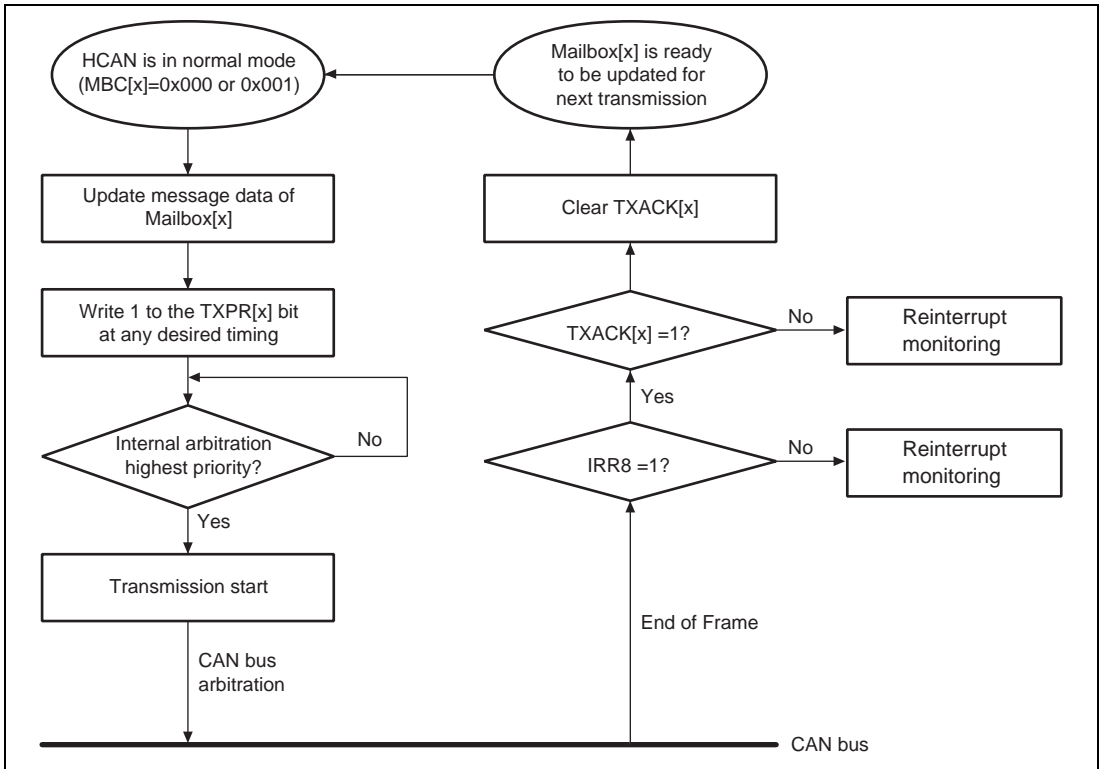 HCAN is in normal mode
(MBC[x]=0x000 or 0x001)
Update message data of
Mailbox[x]
Write 1 to the TXPR[x] bit
at any desired timing
Internal arbitration
highest priority?
No
Yes
Transmission start
CAN bus
arbitration
Mailbox[x] is ready
to be updated for
next transmission
Clear TXACK[x]
TXACK[x] =1?
No
Reinterrupt
monitoring
Yes
IRR8 =1?
No
Reinterrupt
monitoring
End of Frame
CAN bus